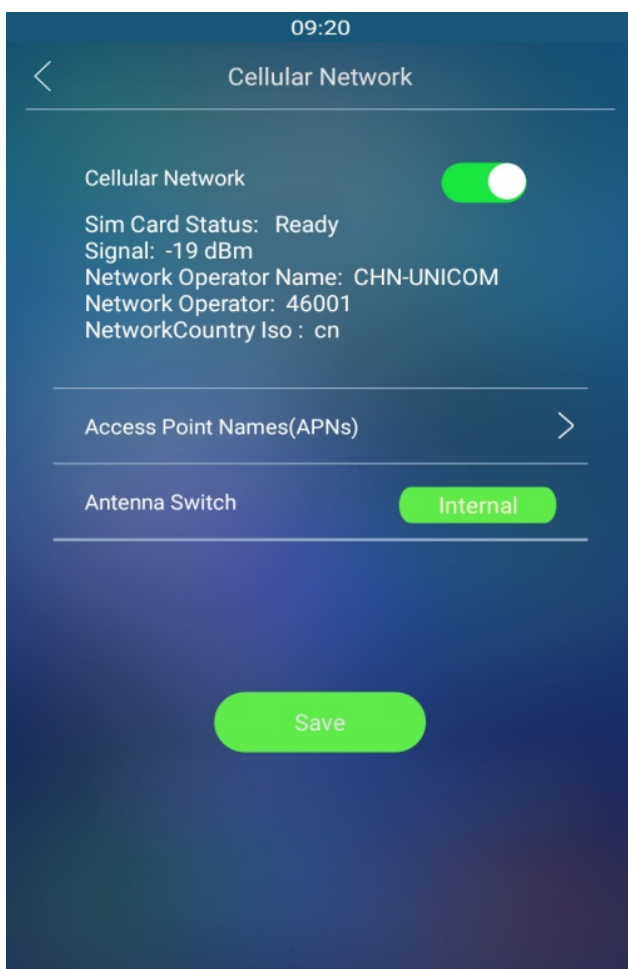 09:20
Cellular Network
Cellular Network
Sim Card Status: Ready
Signal: -19 dBm
Network Operator Name: CHN-UNICOM
Network Operator: 46001
NetworkCountry Iso : cn
Access Point Names(APNs)
Antenna Switch Internal
Save